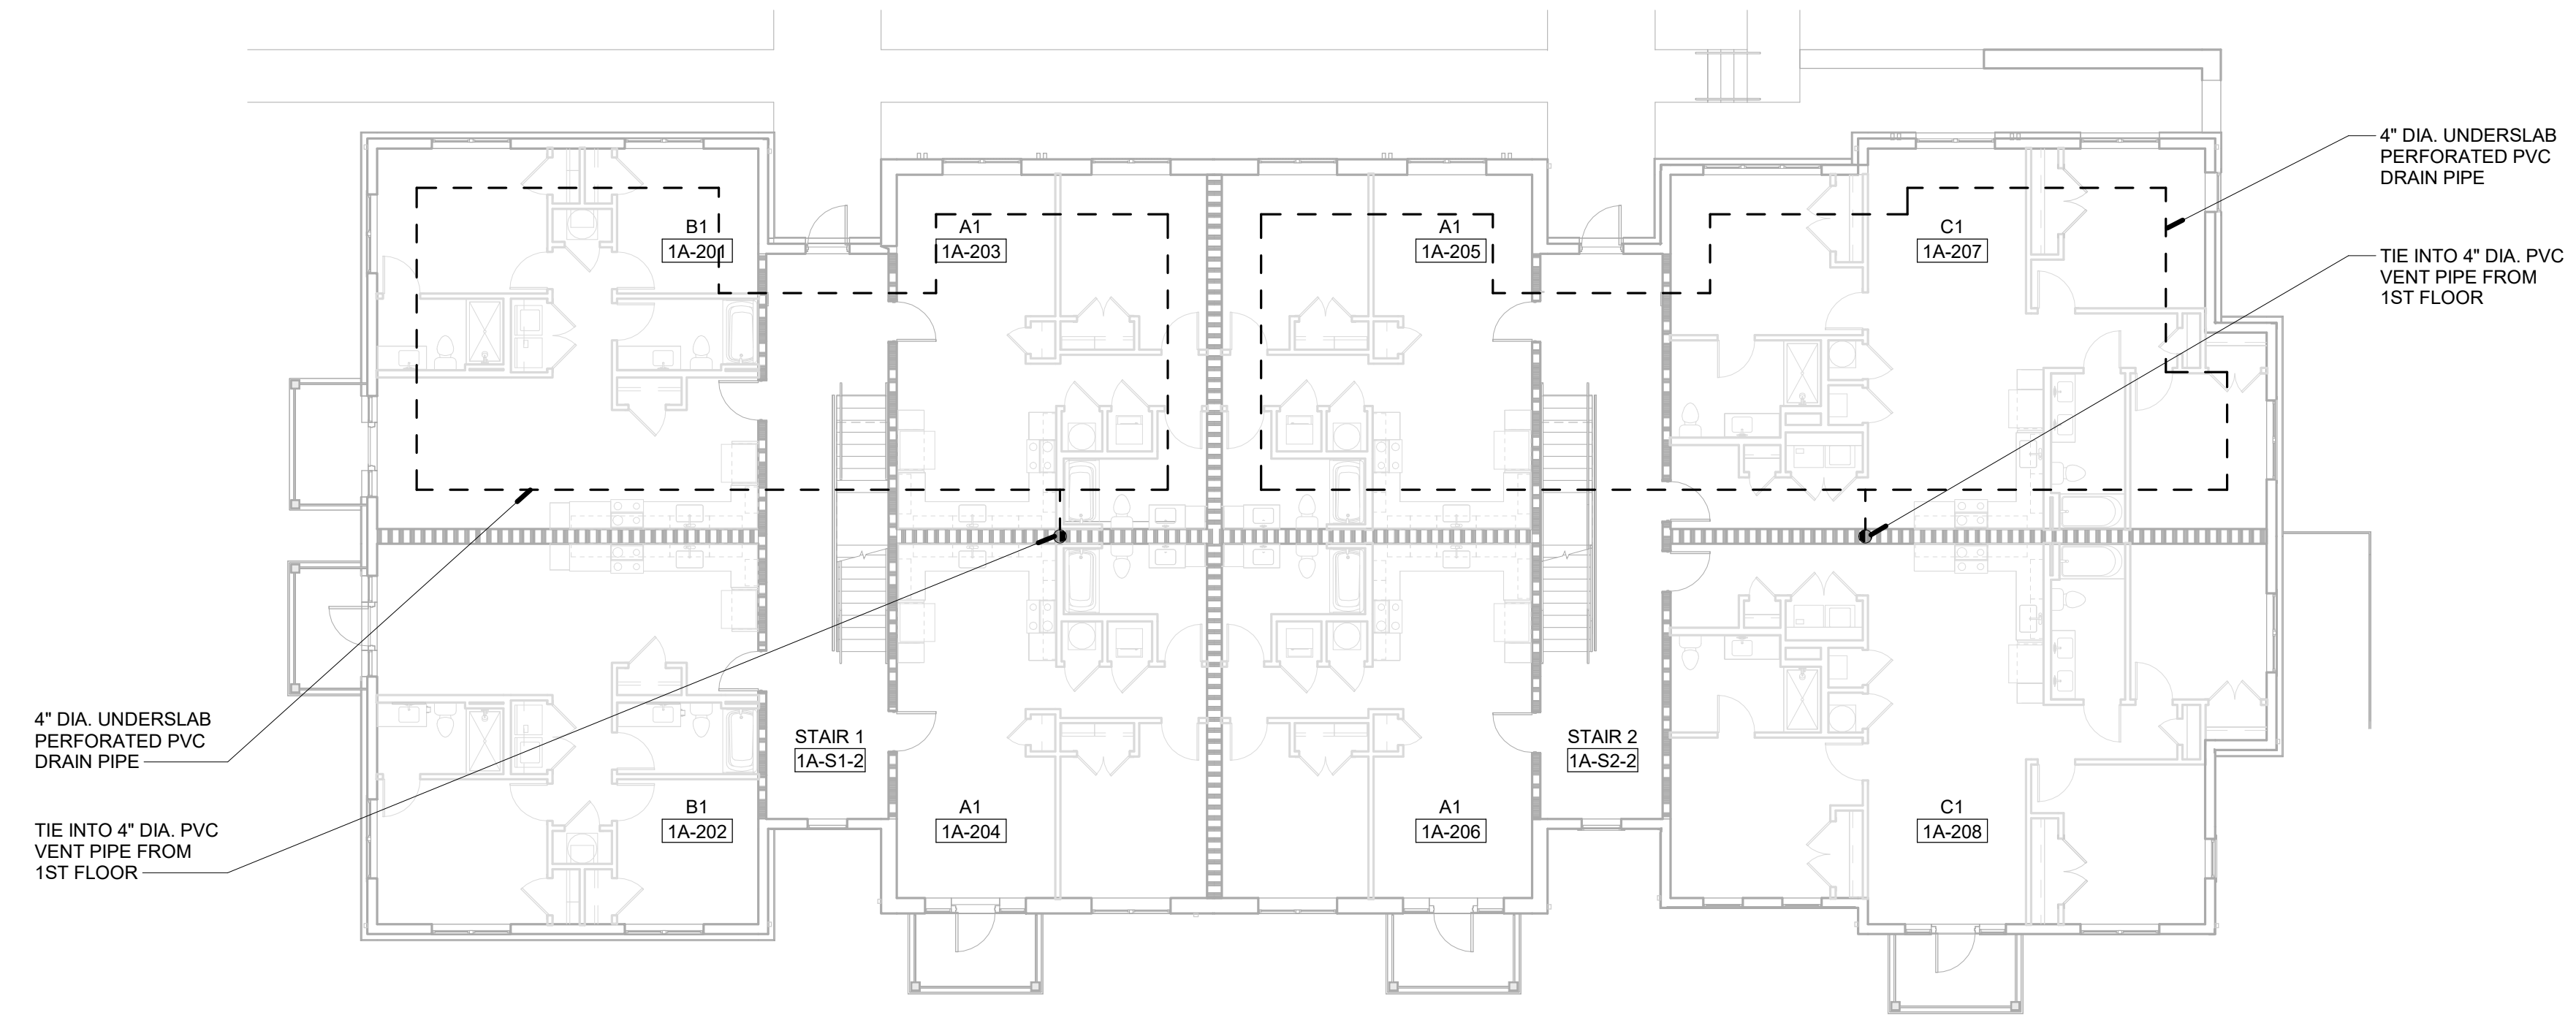 4" DIA. UNDERSLAB
PERFORATED PVC
DRAIN PIPE
TIE INTO 4" DIA. PVC
VENT PIPE FROM
1ST FLOOR
B1
1A-201
A1
1A-203
A1
1A-205
C1
1A-207
4" DIA. UNDERSLAB
PERFORATED PVC
DRAIN PIPE
TIE INTO 4" DIA. PVC
VENT PIPE FROM
1ST FLOOR
STAIR 1
1A-S1-2
STAIR 2
1A-S2-2
B1
1A-202
A1
1A-204
A1
1A-206
C1
1A-208